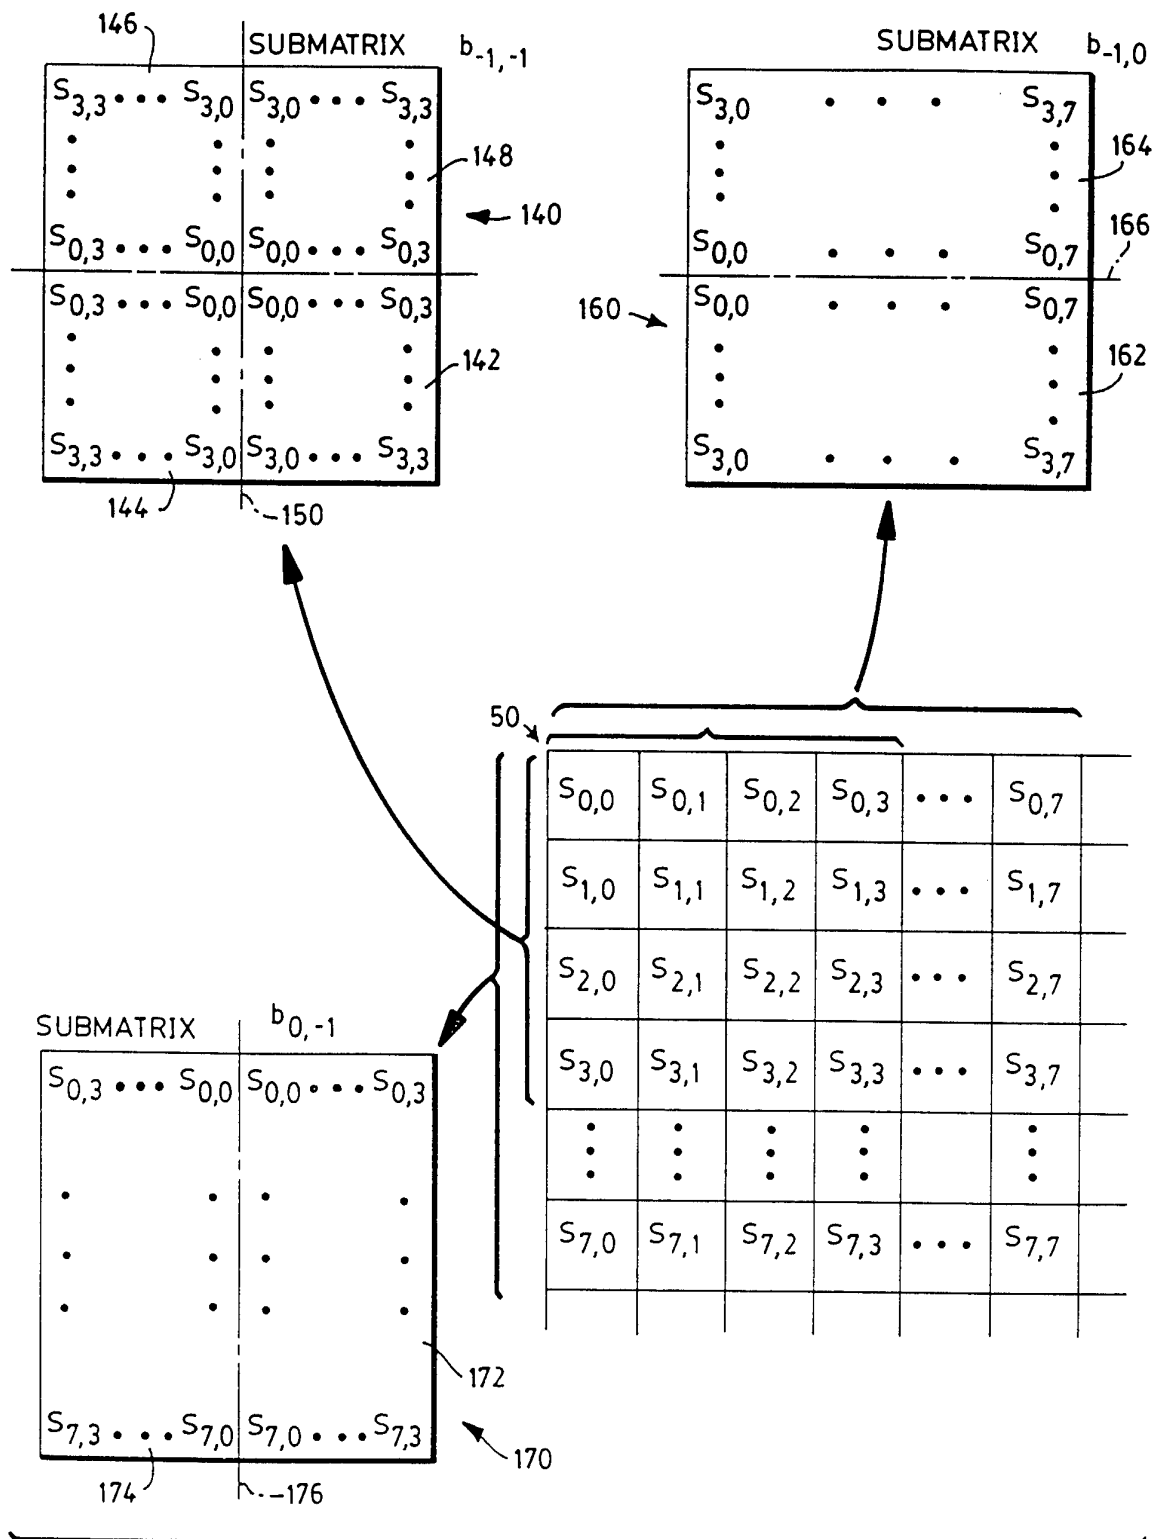 146
SUBMATRIX b-1,-1
S3,3 • • • S3,0 S3,0 • • • S3,3
148
140
S0,3 • • • S0,0 S0,0 • • • S0,3
S0,3 • • • S0,0 S0,0 • • • S0,3
142
S3,3 • • • S3,0 S3,0 • • • S3,3
144
150
SUBMATRIX b-1,0
S3,0 • • • S3,7
164
S0,0 • • • S0,7
166
S0,0 • • • S0,7
160
162
S3,0 • • • S3,7
50
S0,0 S0,1 S0,2 S0,3 • • • S0,7
S1,0 S1,1 S1,2 S1,3 • • • S1,7
S2,0 S2,1 S2,2 S2,3 • • • S2,7
S3,0 S3,1 S3,2 S3,3 • • • S3,7
S7,0 S7,1 S7,2 S7,3 • • • S7,7
SUBMATRIX b0,-1
S0,3 • • • S0,0 S0,0 • • • S0,3
172
S7,3 • • • S7,0 S7,0 • • • S7,3
170
174
176